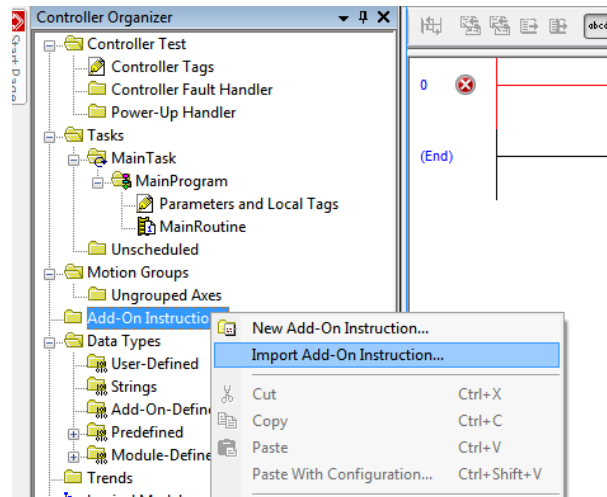 Controller Organizer
Start Page
Controller Test
Controller Tags
Controller Fault Handler
Power-Up Handler
Tasks
MainTask
MainProgram
Parameters and Local Tags
MainRoutine
Unscheduled
Motion Groups
Ungrouped Axes
Add-On Instructio
Data Types
User-Defined
Strings
Add-On-Define
Predefined
Module-Define
Trends
New Add-On Instruction...
Import Add-On Instruction...
Cut Ctrl+X
Copy Ctrl+C
Paste Ctrl+V
Paste With Configuration... Ctrl+Shift+V
abcd
0
(End)